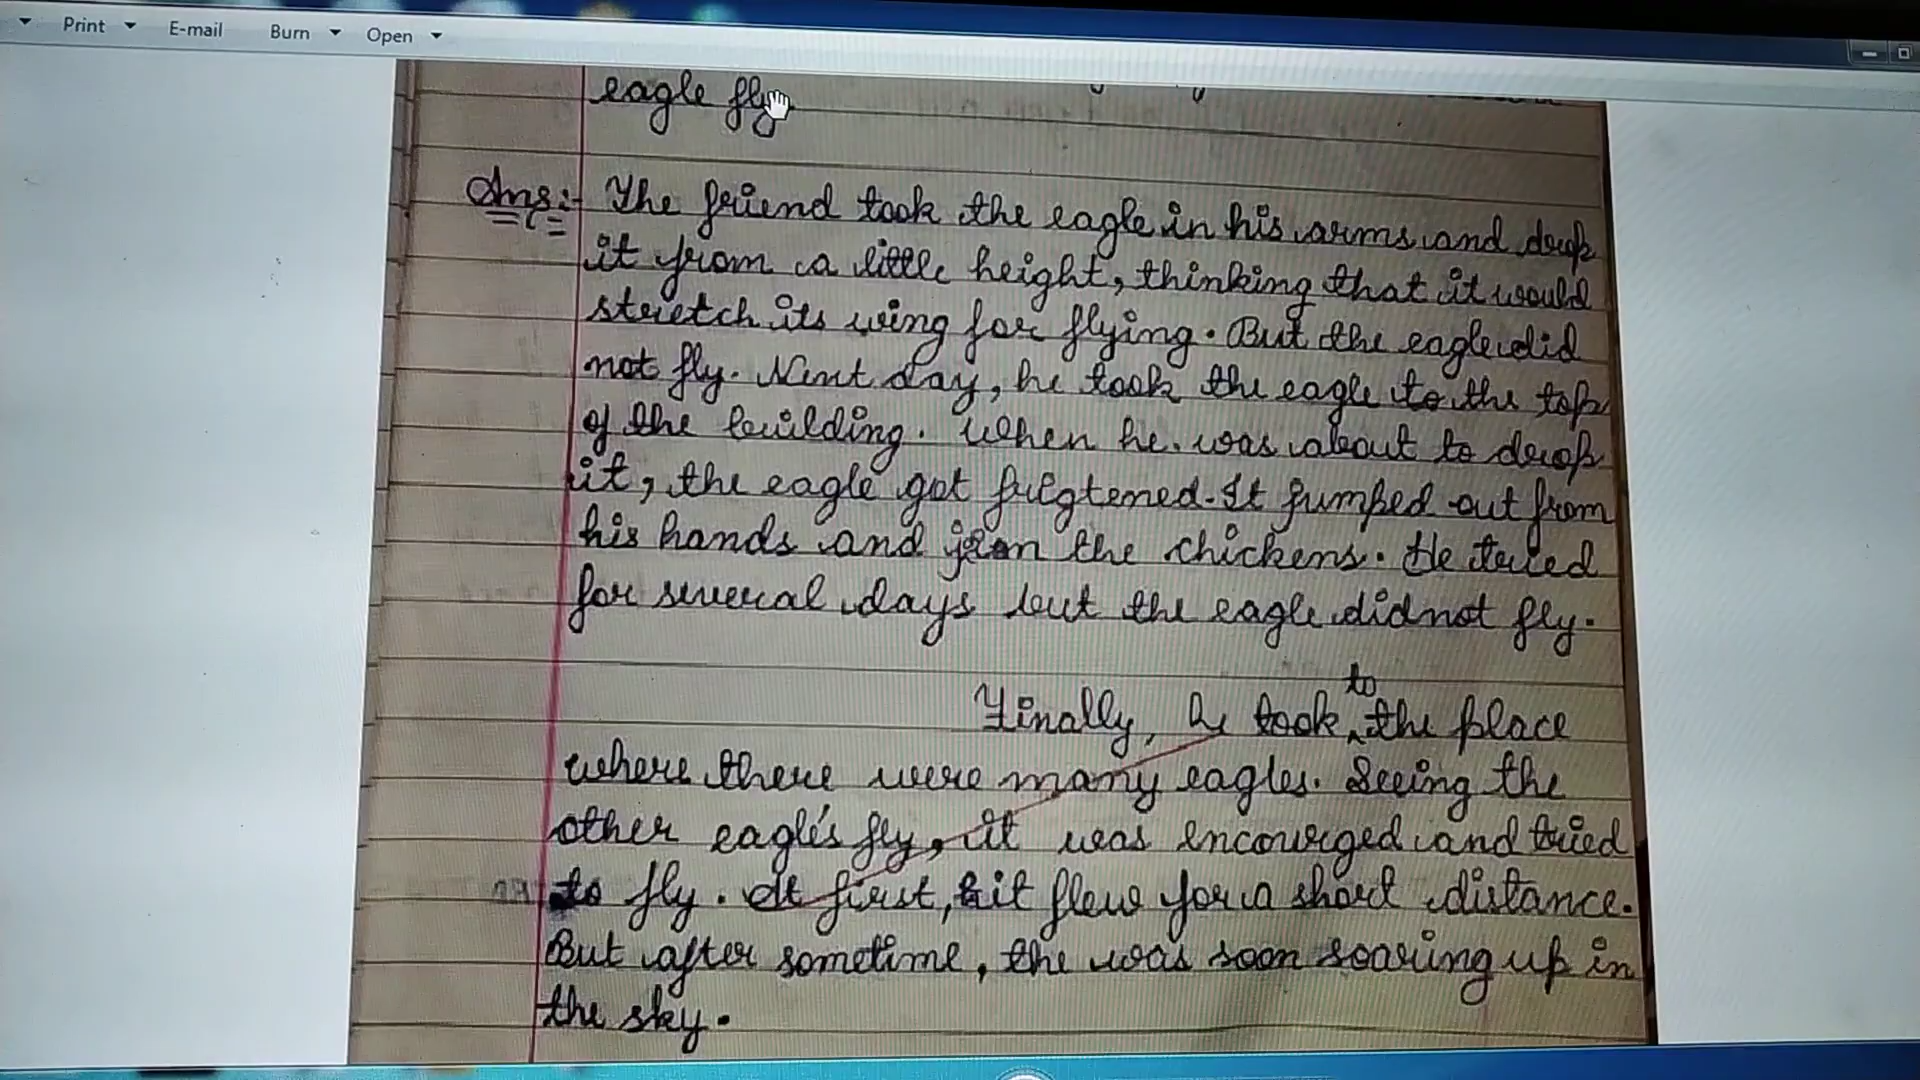 Print E-mail Burn Open
eagle fly
Ans:- The friend took the eagle in his arms and drop
it from a little height, thinking that it would
stretch its wing for flying. But the eagle did
not fly. Next day, he took the eagle to the top
of the building. When he was about to drop
it, the eagle got frigtened. It jumped out from
his hands and join the chickens. He tried
for several days but the eagle did not fly.
to
Finally, he took the place
where there were many eagles. Seeing the
other eagle's fly, it was encourged and tried
to fly. At first, it flew for a short distance.
But after sometime, the was soon soaring up in
the sky.